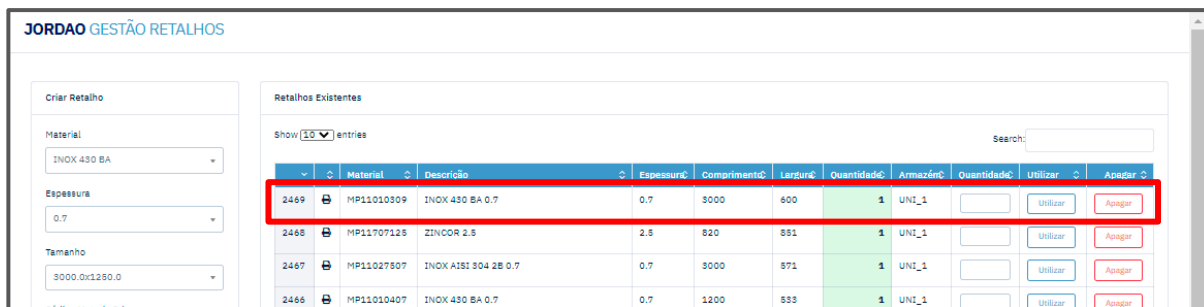 JORDAO GESTÃO RETALHOS
Criar Retalho
Material
INOX 430 BA
Espessura
0.7
Tamanho
3000.0x1250.0
Retalhos Existentes
Show 10 entries
Search:
Material Descrição Espessura Comprimento Largura Quantidade Armazém Quantidade Utilizar Apagar
2469 MP11010309 INOX 430 BA 0.7 0.7 3000 600 1 UNI_1 Utilizar Apagar
2468 MP11707125 ZINCOR 2.5 2.5 820 851 1 UNI_1 Utilizar Apagar
2467 MP11027507 INOX AISI 304 2B 0.7 0.7 3000 571 1 UNI_1 Utilizar Apagar
2466 MP11010407 INOX 430 BA 0.7 0.7 1200 533 1 UNI_1 Utilizar Apagar